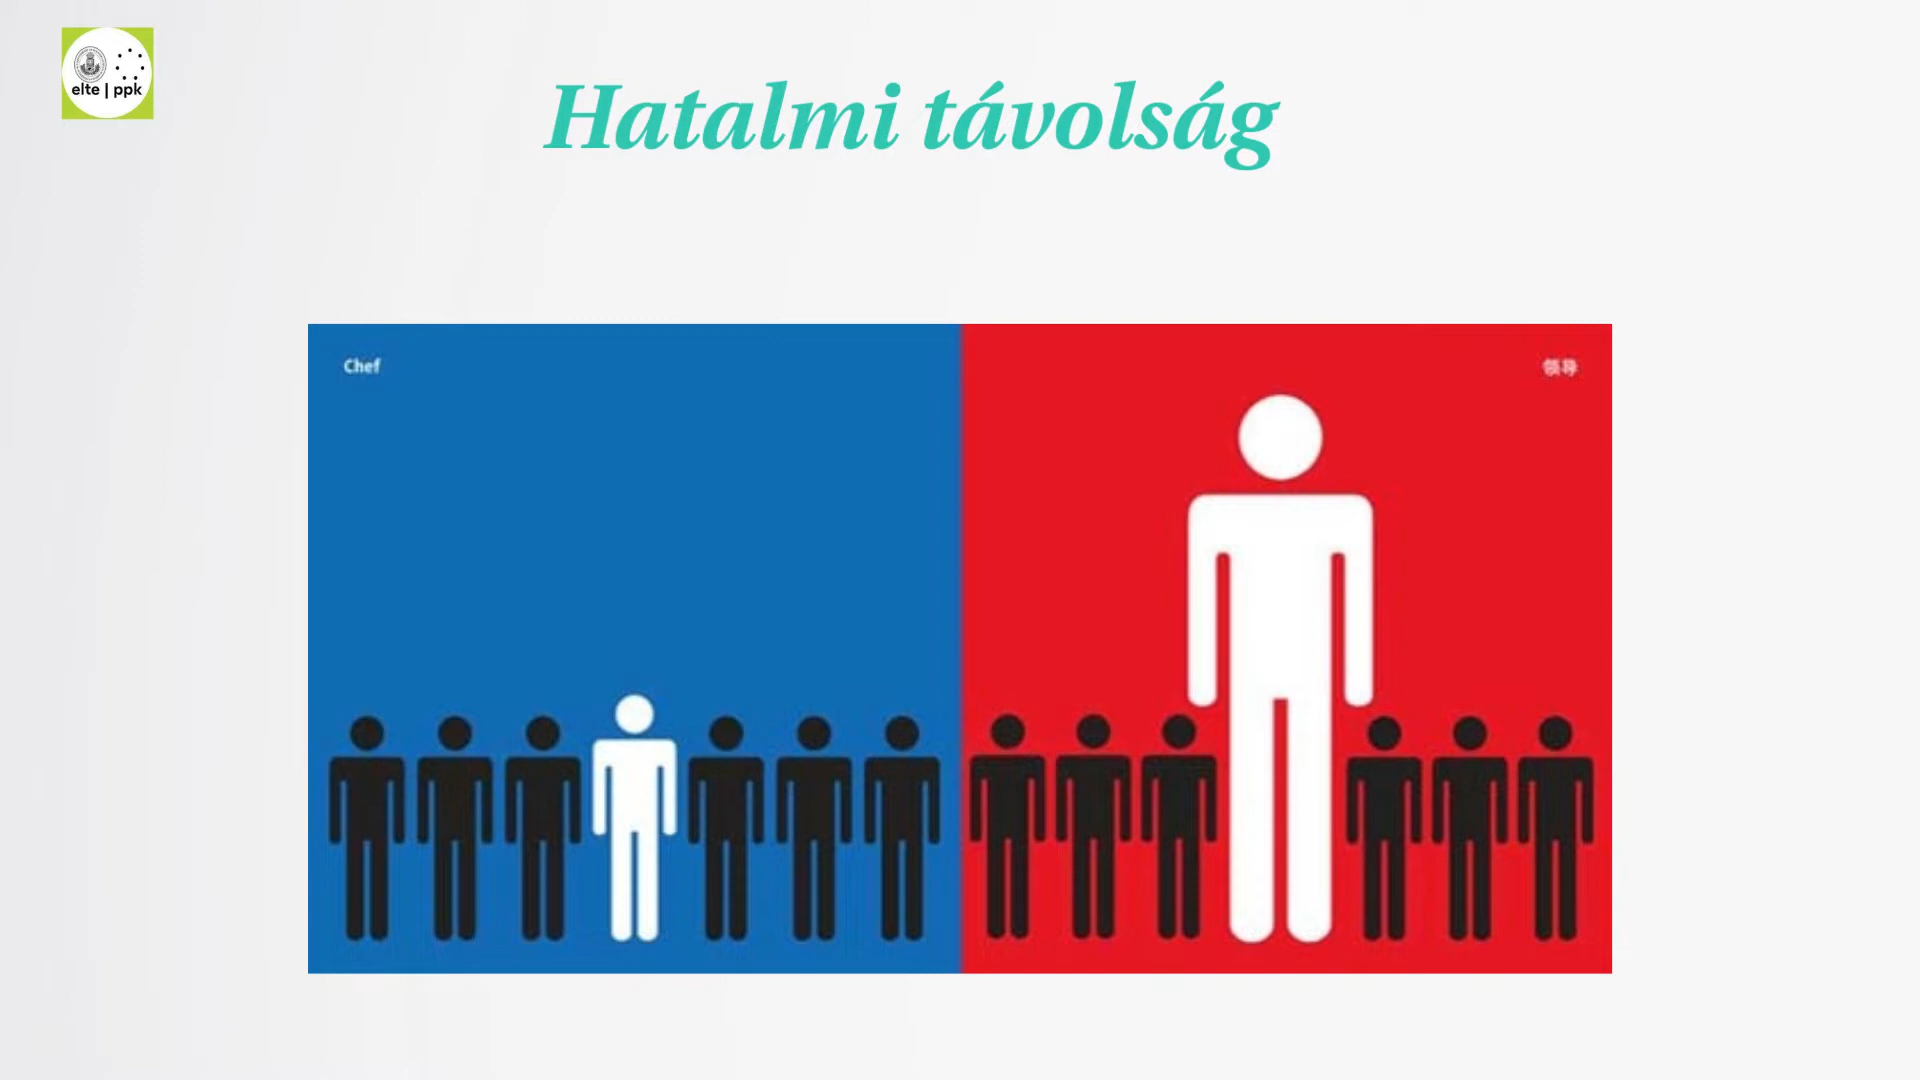 elte | ppk
Hatalmi távolság
Chef
领导